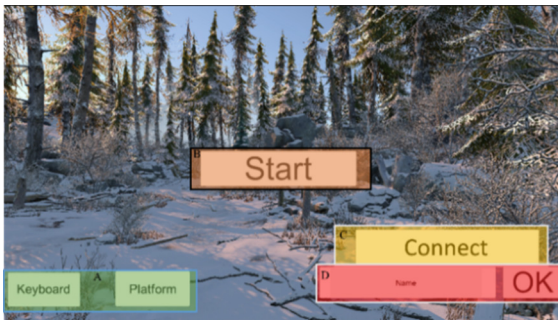 B
Start
C
Connect
D Name OK
A
Keyboard Platform